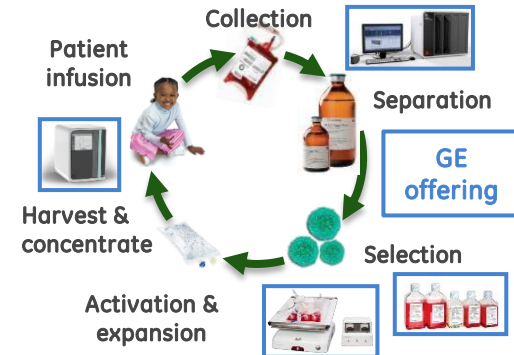 Collection
Patient
infusion
Separation
GE
offering
Harvest &
concentrate
Selection
Activation &
expansion